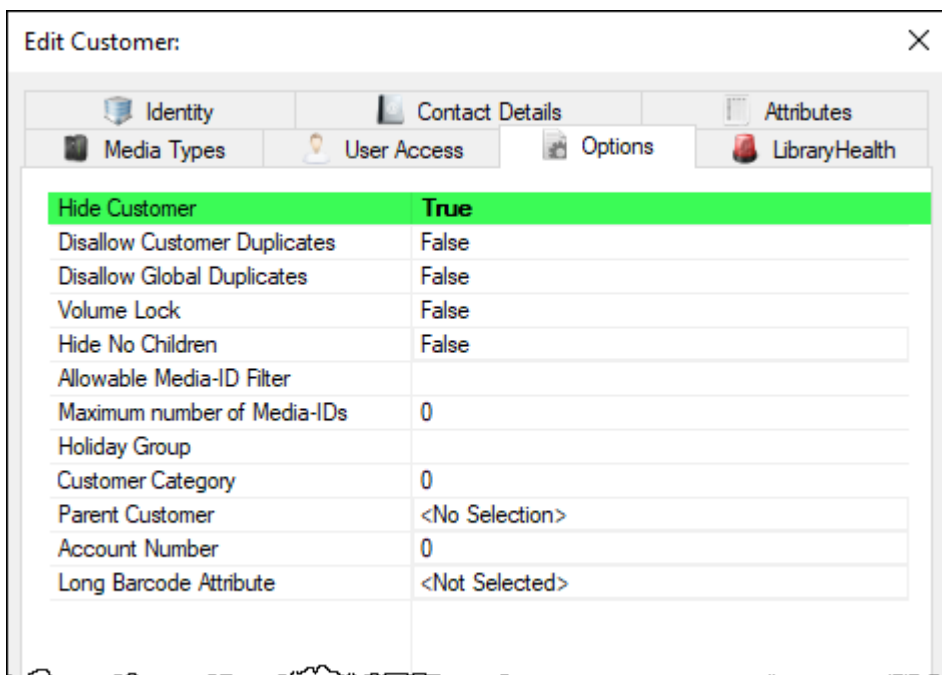 Edit Customer:
Identity Contact Details Attributes
Media Types User Access Options LibraryHealth
Hide Customer True
Disallow Customer Duplicates False
Disallow Global Duplicates False
Volume Lock False
Hide No Children False
Allowable Media-ID Filter
Maximum number of Media-IDs 0
Holiday Group
Customer Category 0
Parent Customer <No Selection>
Account Number 0
Long Barcode Attribute <Not Selected>